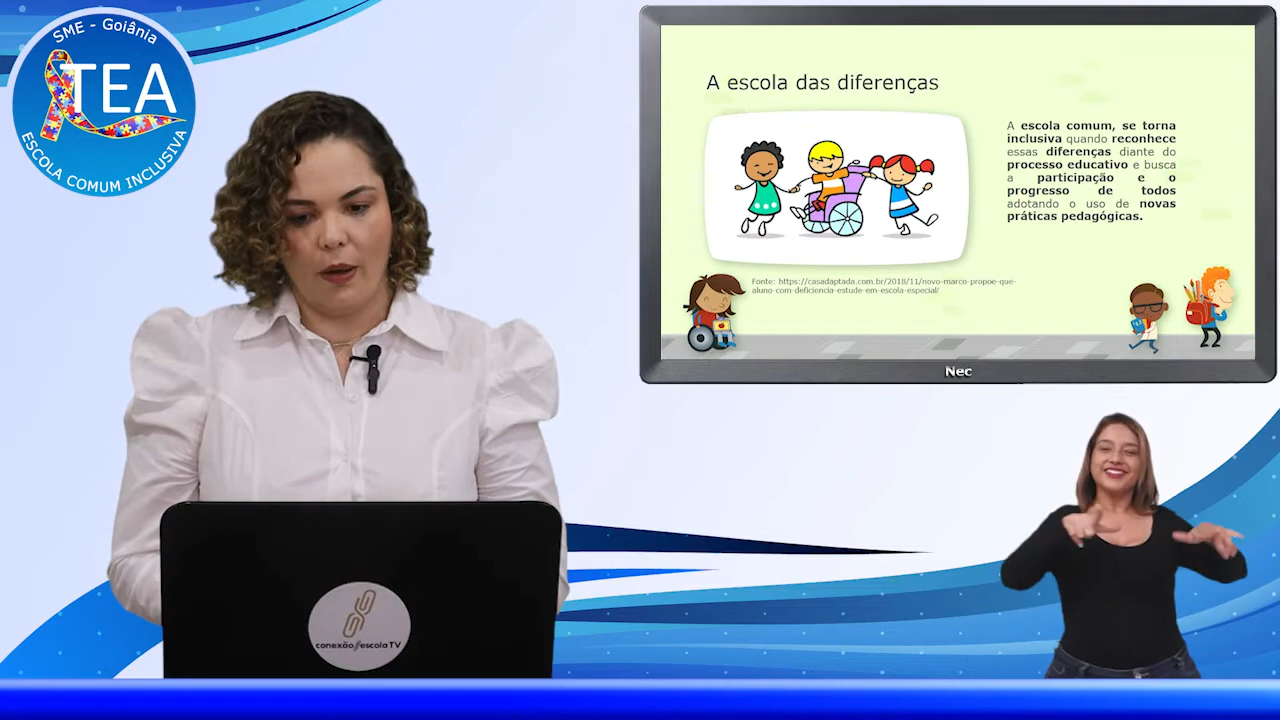 SME - Goiânia
TEA
ESCOLA COMUM INCLUSIVA
A escola das diferenças
A escola comum, se torna
inclusiva quando reconhece
essas diferenças diante do
processo educativo e busca
a participação e o
progresso de todos
adotando o uso de novas
práticas pedagógicas.
Fonte: https://casadaptada.com.br/2018/11/novo-marco-propoe-que-
aluno-com-deficiencia-estude-em-escola-especial/
Nec
conexão escola TV